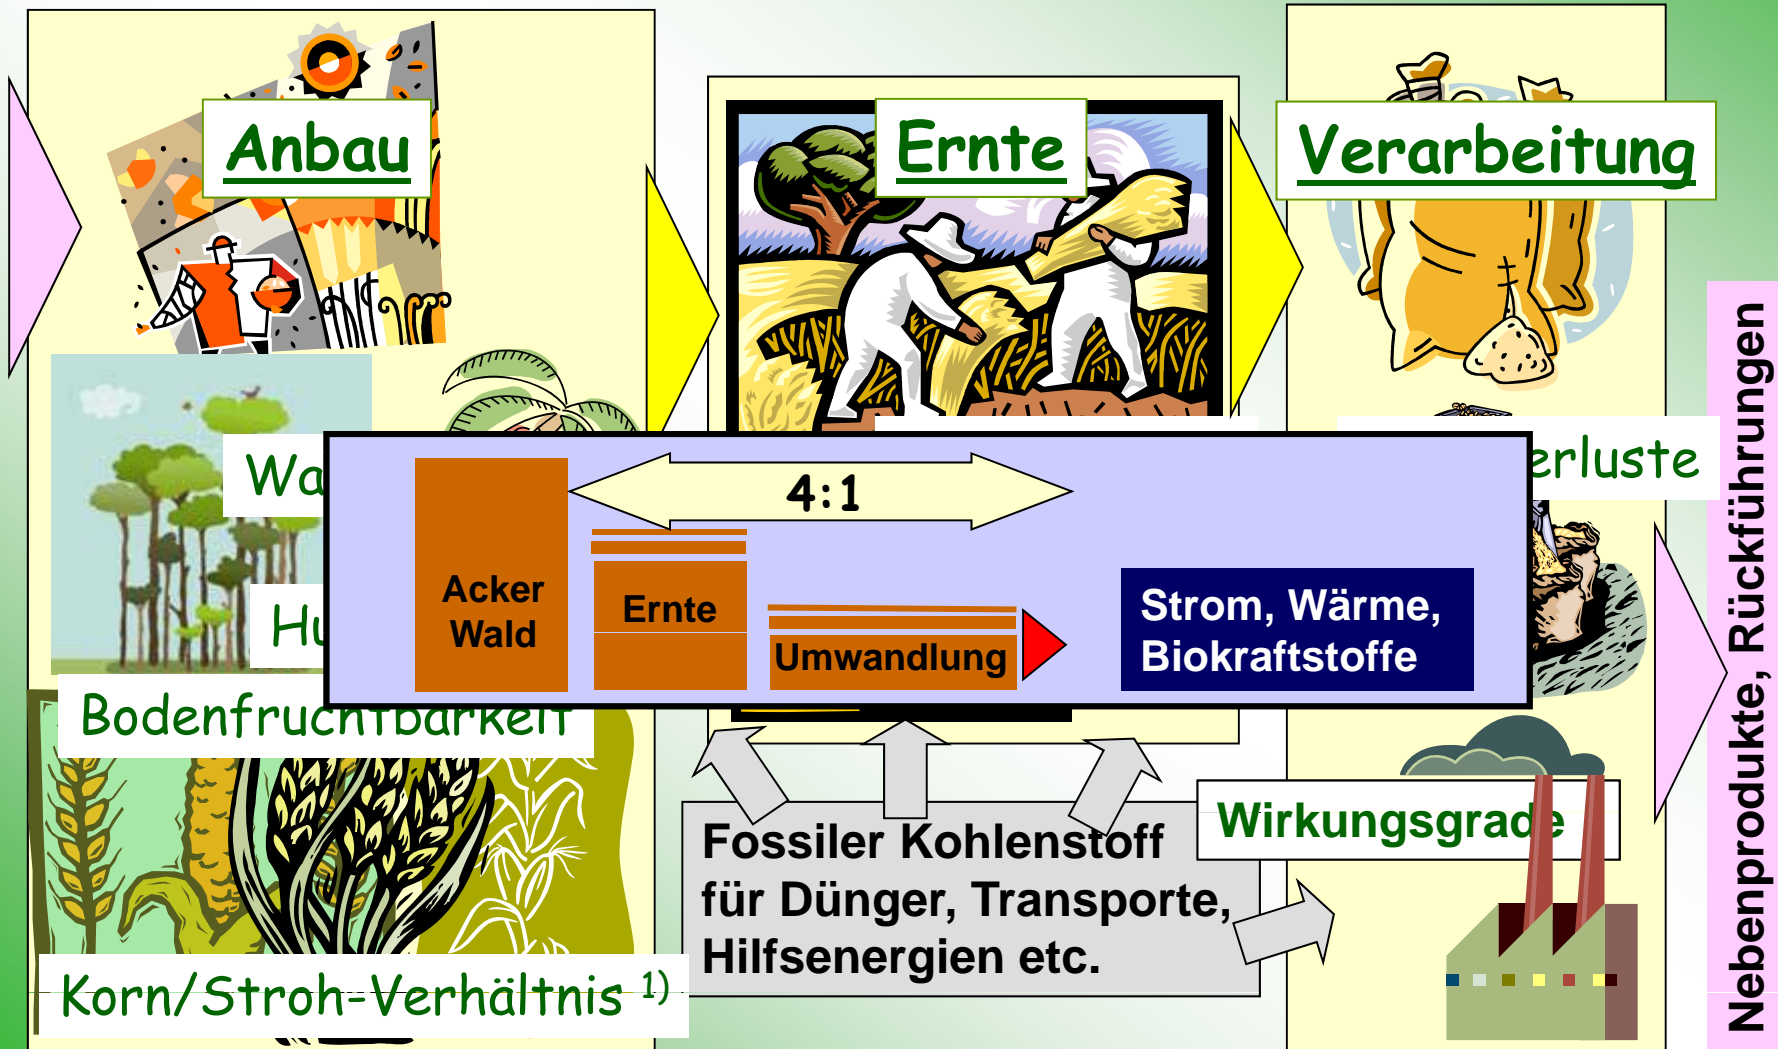 Anbau
Ernte
Verarbeitung
4:1
Acker
Wald
Ernte
Umwandlung
Strom, Wärme,
Biokraftstoffe
Bodenfruchtbarkeit
Korn/Stroh-Verhältnis 1)
Fossiler Kohlenstoff
für Dünger, Transporte,
Hilfsenergien etc.
Wirkungsgrade
Nebenprodukte, Rückführungen